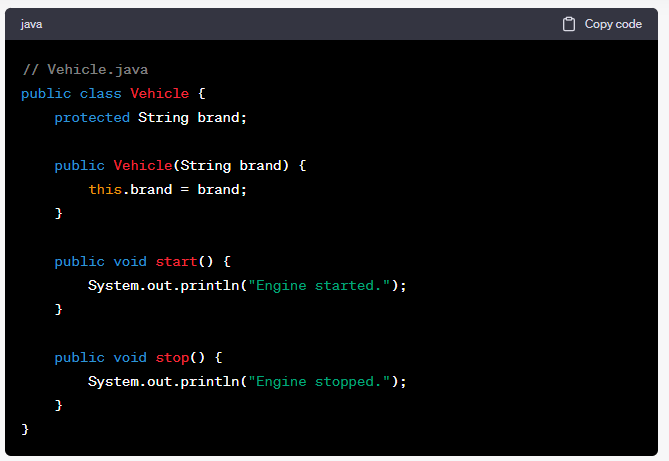 java
Copy code
// Vehicle.java
public class Vehicle {
    protected String brand;
    public Vehicle(String brand) {
        this.brand = brand;
    }
    public void start() {
        System.out.println("Engine started.");
    }
    public void stop() {
        System.out.println("Engine stopped.");
    }
}